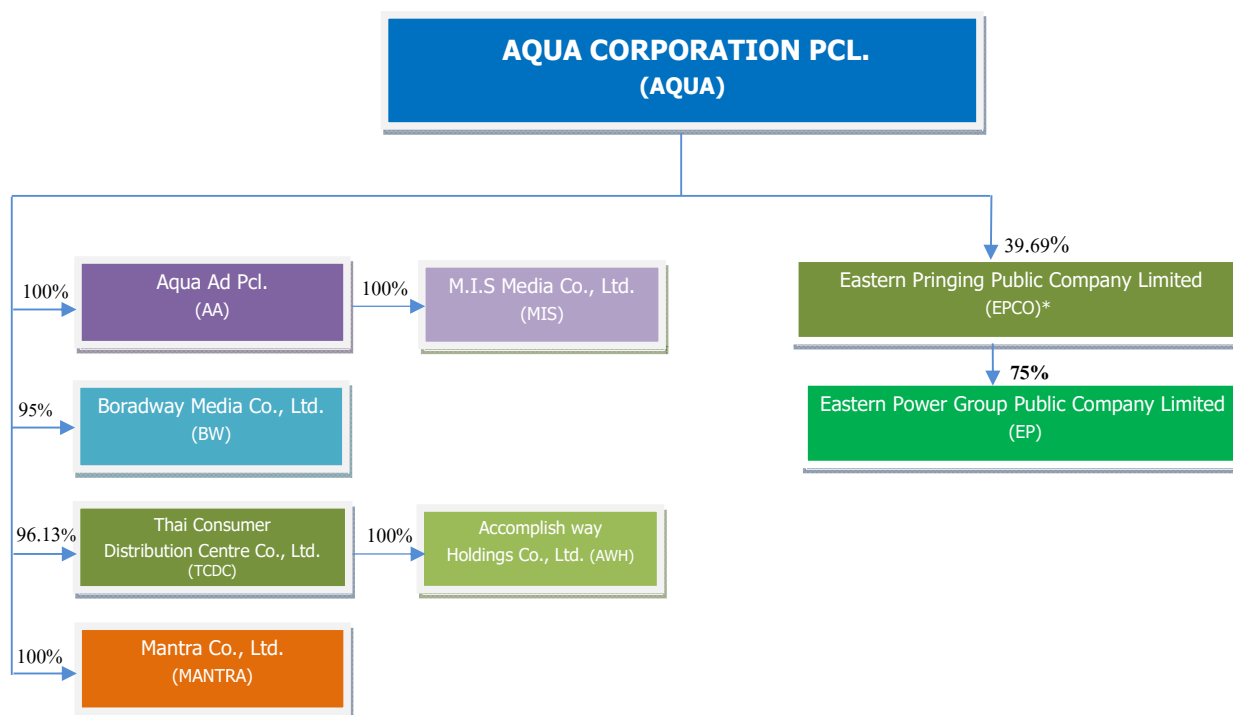 AQUA CORPORATION PCL.
(AQUA)
39.69%
100%
Aqua Ad Pcl.
(AA)
100%
M.I.S Media Co., Ltd.
(MIS)
Eastern Pringing Public Company Limited
(EPCO)*
75%
95%
Boradway Media Co., Ltd.
(BW)
Eastern Power Group Public Company Limited
(EP)
96.13%
Thai Consumer
Distribution Centre Co., Ltd.
(TCDC)
100%
Accomplish way
Holdings Co., Ltd. (AWH)
100%
Mantra Co., Ltd.
(MANTRA)